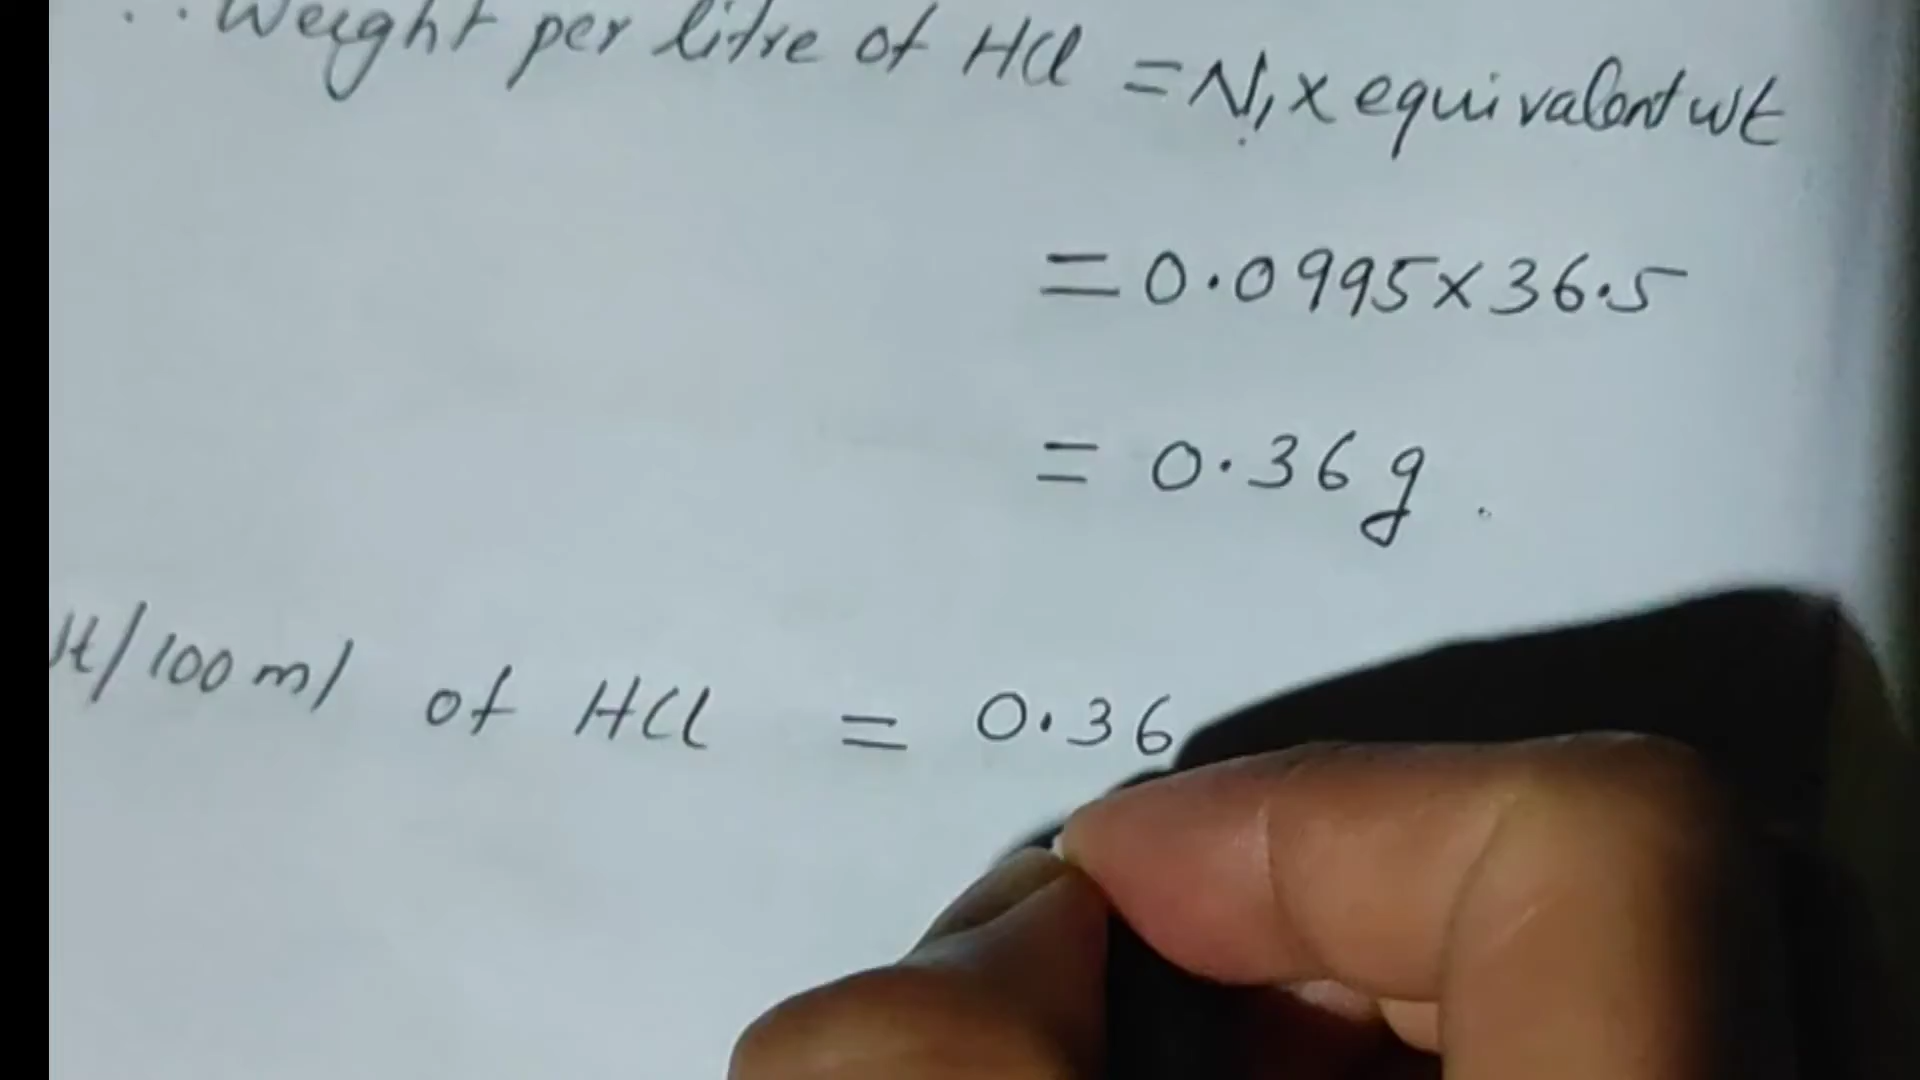 ∴ Weight per litre of HCl = N₁ x equivalent wt
= 0.0995 x 36.5
= 0.36 g.
/100 ml of HCl = 0.36